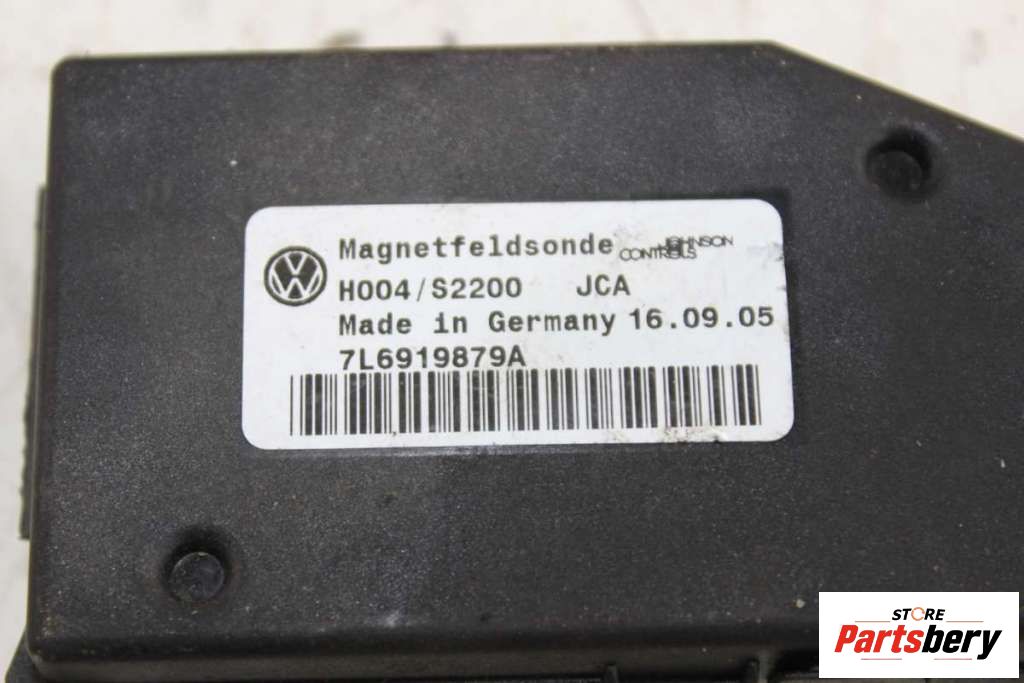 Magnetfeldsonde JOHNSON CONTROLS
H004/S2200 JCA
Made in Germany 16.09.05
7L6919879A
STORE
Partsbery